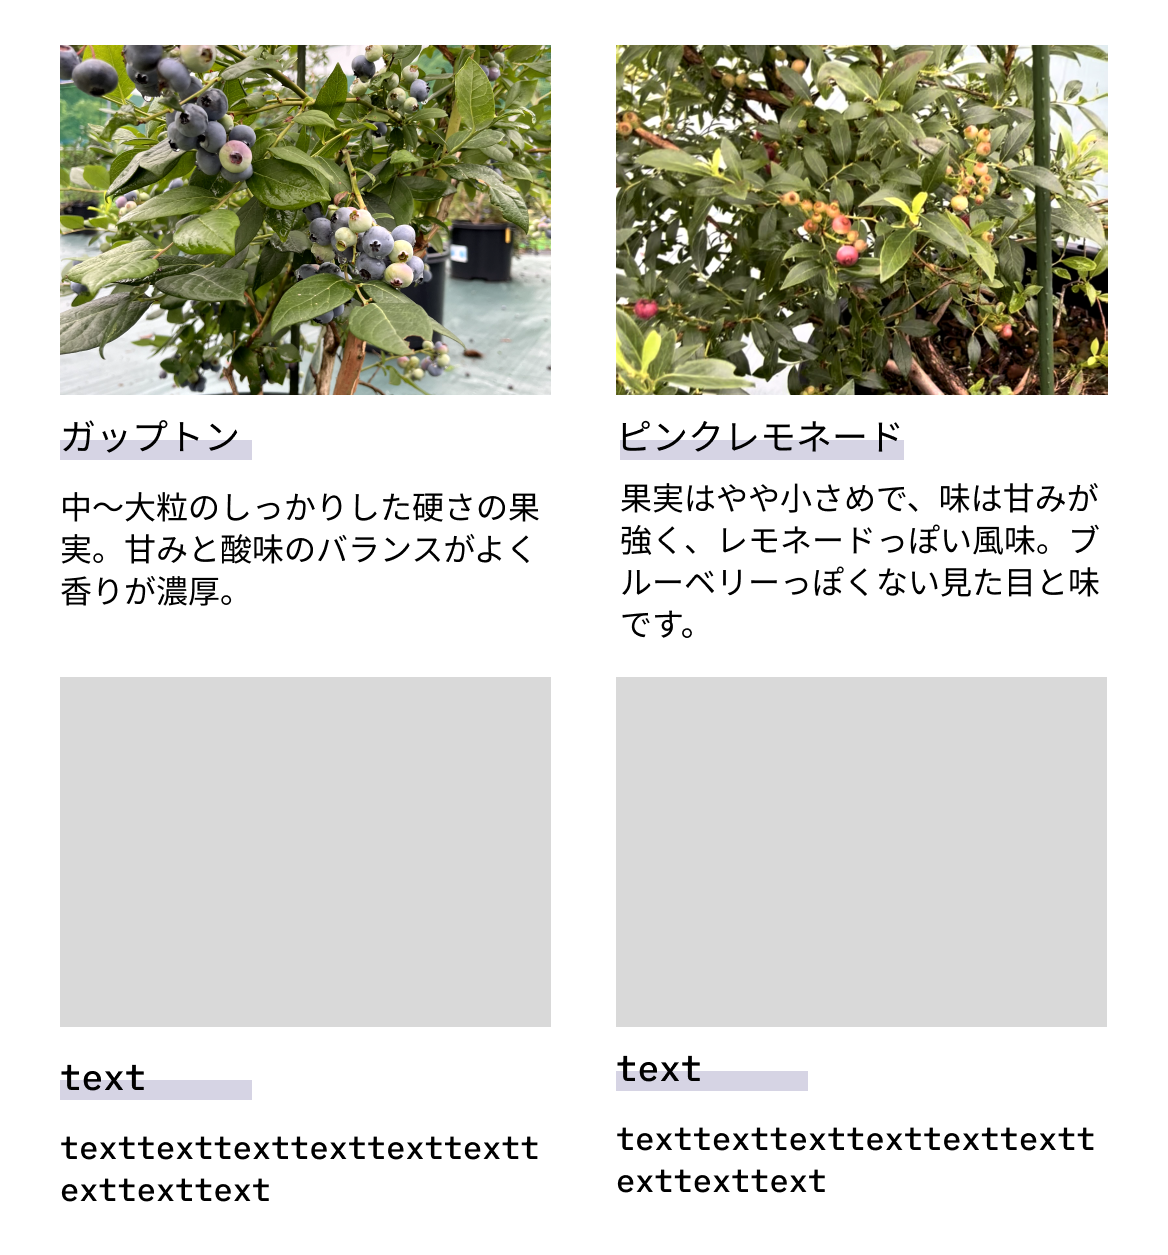 ガップトン
中〜大粒のしっかりした硬さの果
実。甘みと酸味のバランスがよく
香りが濃厚。
ピンクレモネード
果実はやや小さめで、味は甘みが
強く、レモネードっぽい風味。ブ
ルーベリーっぽくない見た目と味
です。
text
texttexttexttexttexttextt
exttexttext
text
texttexttexttexttexttextt
exttexttext